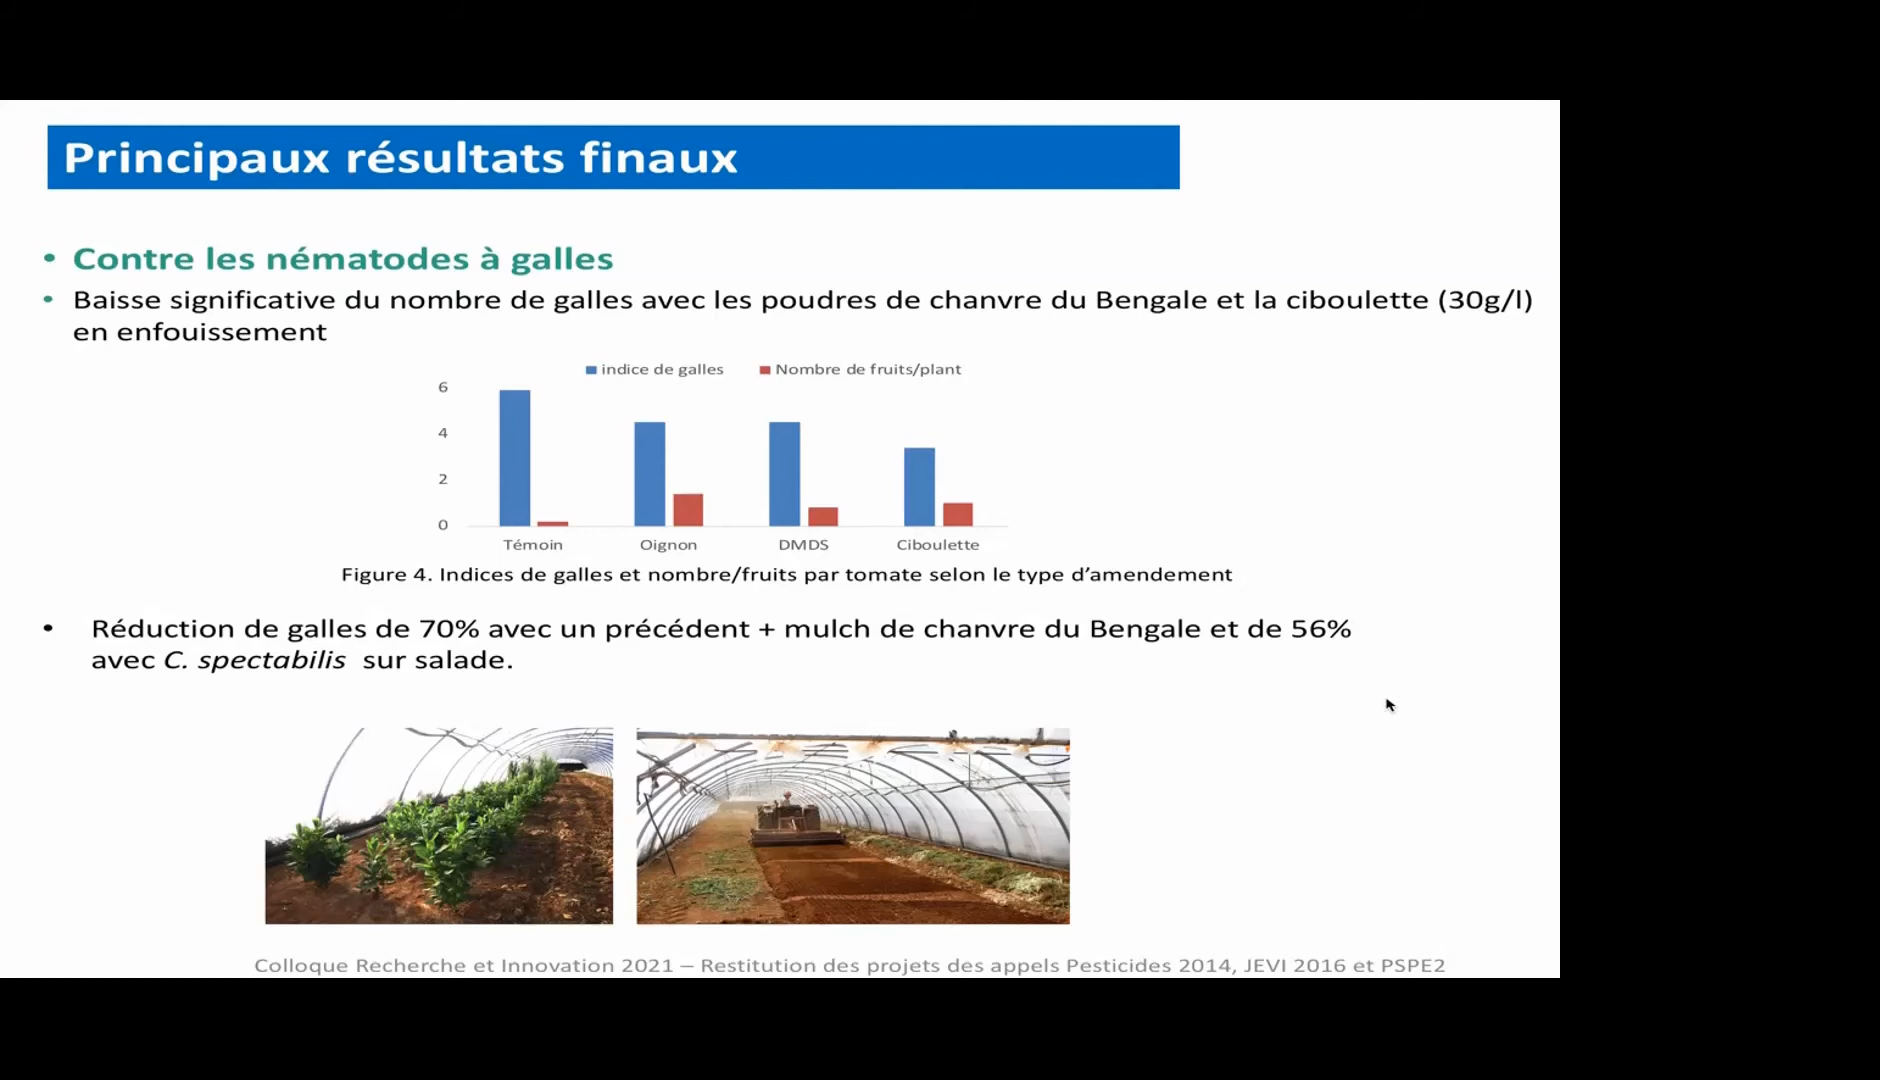 Principaux résultats finaux
• Contre les nématodes à galles
• Baisse significative du nombre de galles avec les poudres de chanvre du Bengale et la ciboulette (30g/l)
en enfouissement
indice de galles Nombre de fruits/plant
6
4
2
0
Témoin Oignon DMDS Ciboulette
Figure 4. Indices de galles et nombre/fruits par tomate selon le type d’amendement
• Réduction de galles de 70% avec un précédent + mulch de chanvre du Bengale et de 56%
avec C. spectabilis sur salade.
Colloque Recherche et Innovation 2021 – Restitution des projets des appels Pesticides 2014, JEVI 2016 et PSPE2